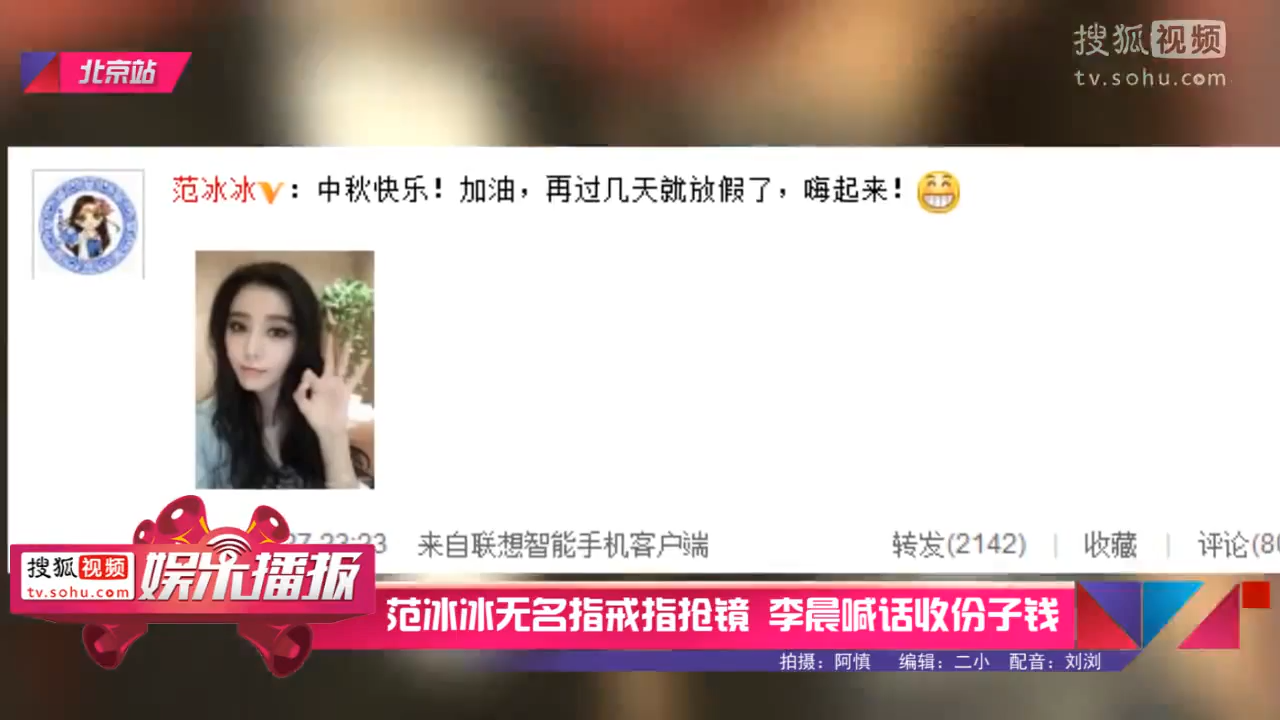 北京站
搜狐视频
tv.sohu.com
范冰冰V：中秋快乐！加油，再过几天就放假了，嗨起来！
27 23:23 来自联想智能手机客户端 转发(2142) | 收藏 | 评论(80
搜狐视频
tv.sohu.com
娱乐播报
范冰冰无名指戒指抢镜 李晨喊话收份子钱
拍摄：阿慎 编辑：二小 配音：刘浏